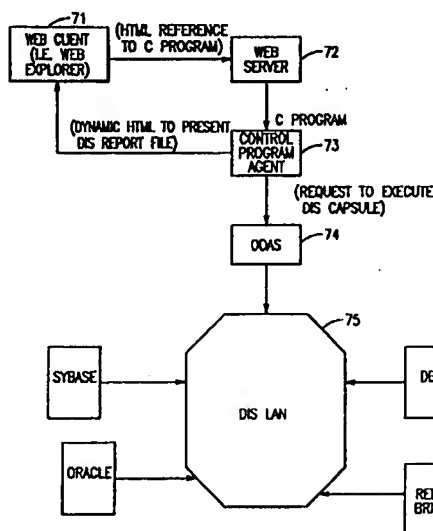 71
WEB CLIENT
(I.E. WEB
EXPLORER)
(HTML REFERENCE
TO C PROGRAM)
WEB
SERVER
72
C PROGRAM
(DYNAMIC HTML TO PRESENT
DIS REPORT FILE)
CONTROL
PROGRAM
AGENT
73
(REQUEST TO EXECUTE
DIS CAPSULE)
ODAS
74
75
SYBASE
DIS LAN
ORACLE